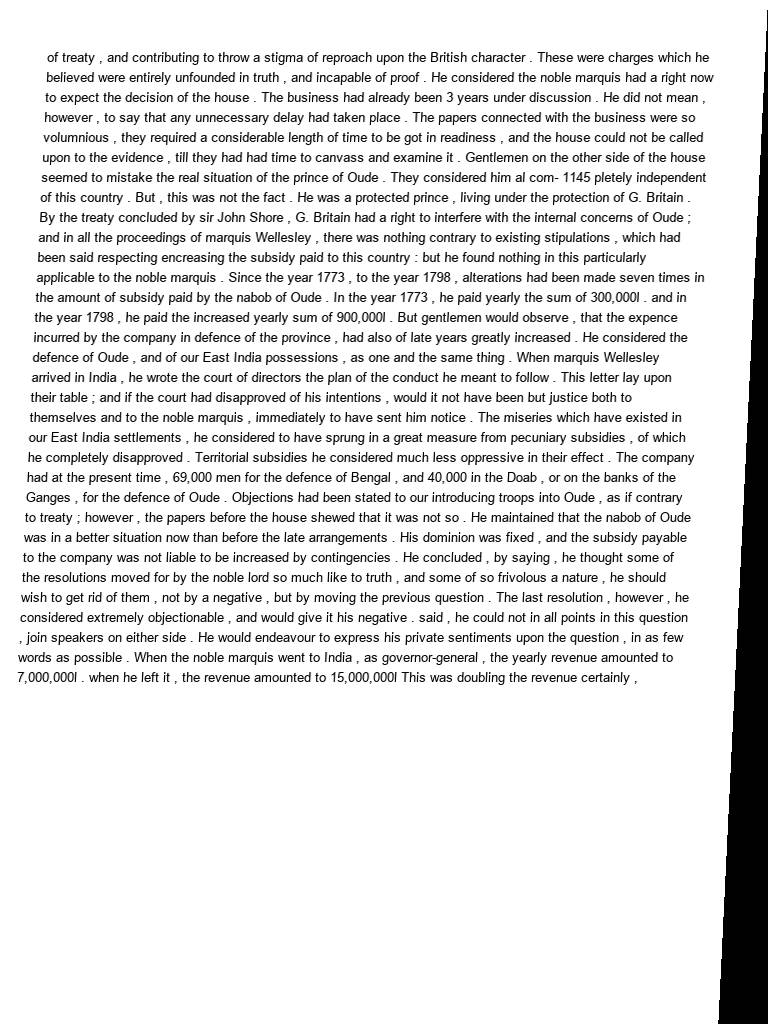 of treaty , and contributing to throw a stigma of reproach upon the British character . These were charges which he
believed were entirely unfounded in truth , and incapable of proof . He considered the noble marquis had a right now
to expect the decision of the house . The business had already been 3 years under discussion . He did not mean ,
however , to say that any unnecessary delay had taken place . The papers connected with the business were so
volumnious , they required a considerable length of time to be got in readiness , and the house could not be called
upon to the evidence , till they had had time to canvass and examine it . Gentlemen on the other side of the house
seemed to mistake the real situation of the prince of Oude . They considered him al com- 1145 pletely independent
of this country . But , this was not the fact . He was a protected prince , living under the protection of G. Britain .
By the treaty concluded by sir John Shore , G. Britain had a right to interfere with the internal concerns of Oude ;
and in all the proceedings of marquis Wellesley , there was nothing contrary to existing stipulations , which had
been said respecting encreasing the subsidy paid to this country : but he found nothing in this particularly
applicable to the noble marquis . Since the year 1773 , to the year 1798 , alterations had been made seven times in
the amount of subsidy paid by the nabob of Oude . In the year 1773 , he paid yearly the sum of 300,000l . and in
the year 1798 , he paid the increased yearly sum of 900,000l . But gentlemen would observe , that the expence
incurred by the company in defence of the province , had also of late years greatly increased . He considered the
defence of Oude , and of our East India possessions , as one and the same thing . When marquis Wellesley
arrived in India , he wrote the court of directors the plan of the conduct he meant to follow . This letter lay upon
their table ; and if the court had disapproved of his intentions , would it not have been but justice both to
themselves and to the noble marquis , immediately to have sent him notice . The miseries which have existed in
our East India settlements , he considered to have sprung in a great measure from pecuniary subsidies , of which
he completely disapproved . Territorial subsidies he considered much less oppressive in their effect . The company
had at the present time , 69,000 men for the defence of Bengal , and 40,000 in the Doab , or on the banks of the
Ganges , for the defence of Oude . Objections had been stated to our introducing troops into Oude , as if contrary
to treaty ; however , the papers before the house shewed that it was not so . He maintained that the nabob of Oude
was in a better situation now than before the late arrangements . His dominion was fixed , and the subsidy payable
to the company was not liable to be increased by contingencies . He concluded , by saying , he thought some of
the resolutions moved for by the noble lord so much like to truth , and some of so frivolous a nature , he should
wish to get rid of them , not by a negative , but by moving the previous question . The last resolution , however , he
considered extremely objectionable , and would give it his negative . said , he could not in all points in this question
, join speakers on either side . He would endeavour to express his private sentiments upon the question , in as few
words as possible . When the noble marquis went to India , as governor-general , the yearly revenue amounted to
7,000,000l . when he left it , the revenue amounted to 15,000,000l This was doubling the revenue certainly ,